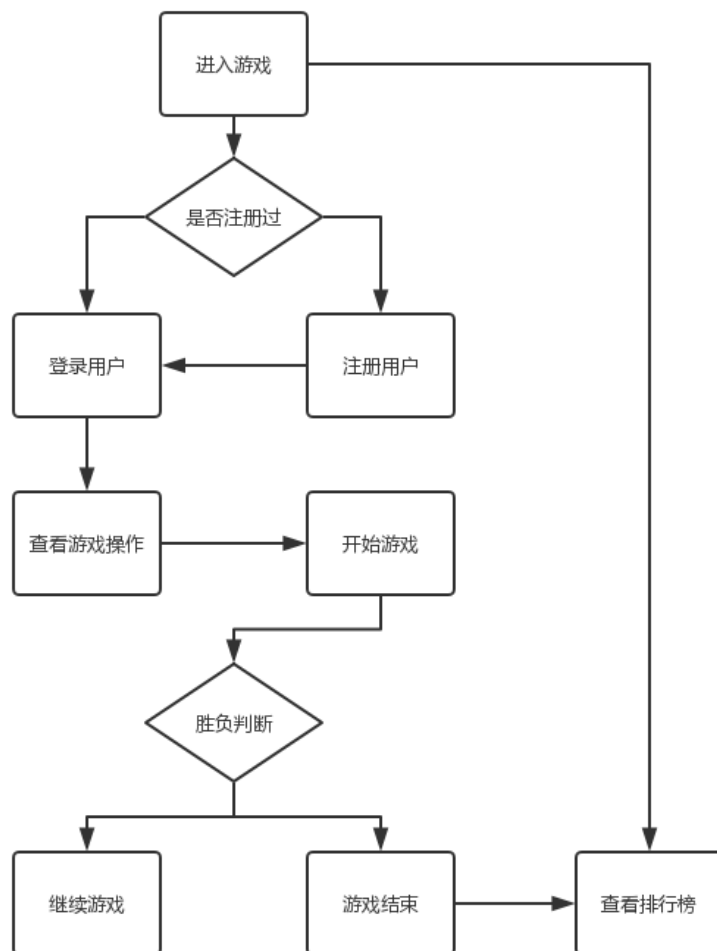 进入游戏
是否注册过
登录用户
注册用户
查看游戏操作
开始游戏
胜负判断
继续游戏
游戏结束
查看排行榜